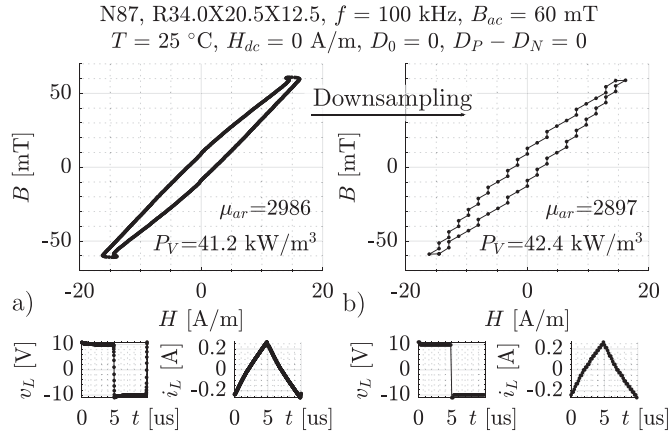 N87, R34.0X20.5X12.5, f = 100 kHz, B_ac = 60 mT
T = 25 °C, H_dc = 0 A/m, D_0 = 0, D_P − D_N = 0
Downsampling
B [mT]
50
0
-50
μ_ar=2986
P_V=41.2 kW/m³
-20
0
20
H [A/m]
a)
B [mT]
50
0
-50
μ_ar=2897
P_V=42.4 kW/m³
-20
0
20
H [A/m]
b)
v_L [V]
10
0
-10
0
5
t [us]
i_L [A]
0.2
0
-0.2
0
5
t [us]
v_L [V]
10
0
-10
0
5
t [us]
i_L [A]
0.2
0
-0.2
0
5
t [us]